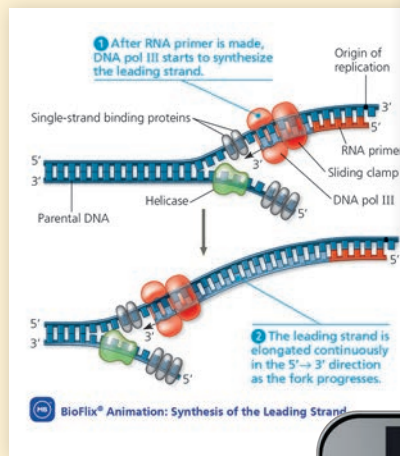 1 After RNA primer is made,
DNA pol III starts to synthesize
the leading strand.
Origin of
replication
Single-strand binding proteins
3′
5′
RNA primer
3′
Sliding clamp
5′
3′
DNA pol III
Helicase
5′
Parental DNA
5′
3′
5′
3′
5′
2 The leading strand is
elongated continuously
in the 5′→ 3′ direction
as the fork progresses.
MB
BioFlix® Animation: Synthesis of the Leading Strand